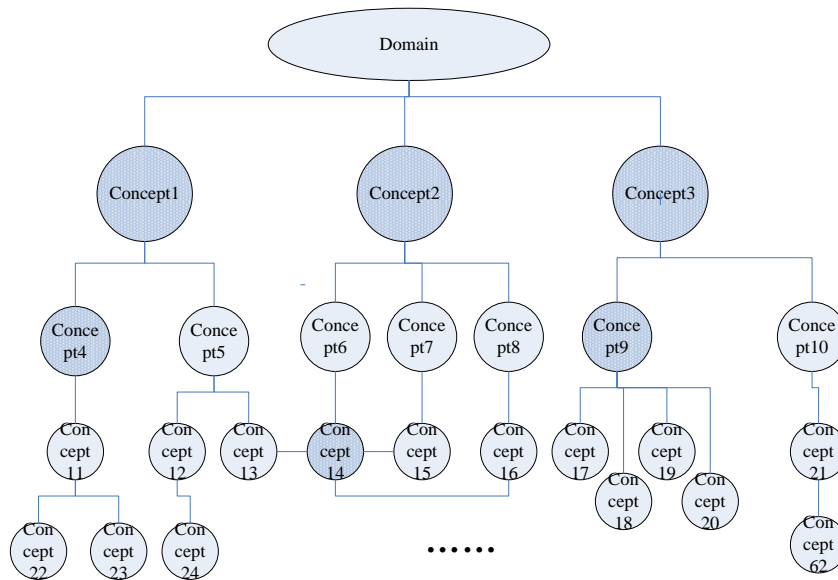 Domain
Concept1
Concept2
Concept3
Conce
pt4
Conce
pt5
Conce
pt6
Conce
pt7
Conce
pt8
Conce
pt9
Conce
pt10
Con
cept
11
Con
cept
12
Con
cept
13
Con
cept
14
Con
cept
15
Con
cept
16
Con
cept
17
Con
cept
18
Con
cept
19
Con
cept
20
Con
cept
21
Con
cept
22
Con
cept
23
Con
cept
24
......
Con
cept
62